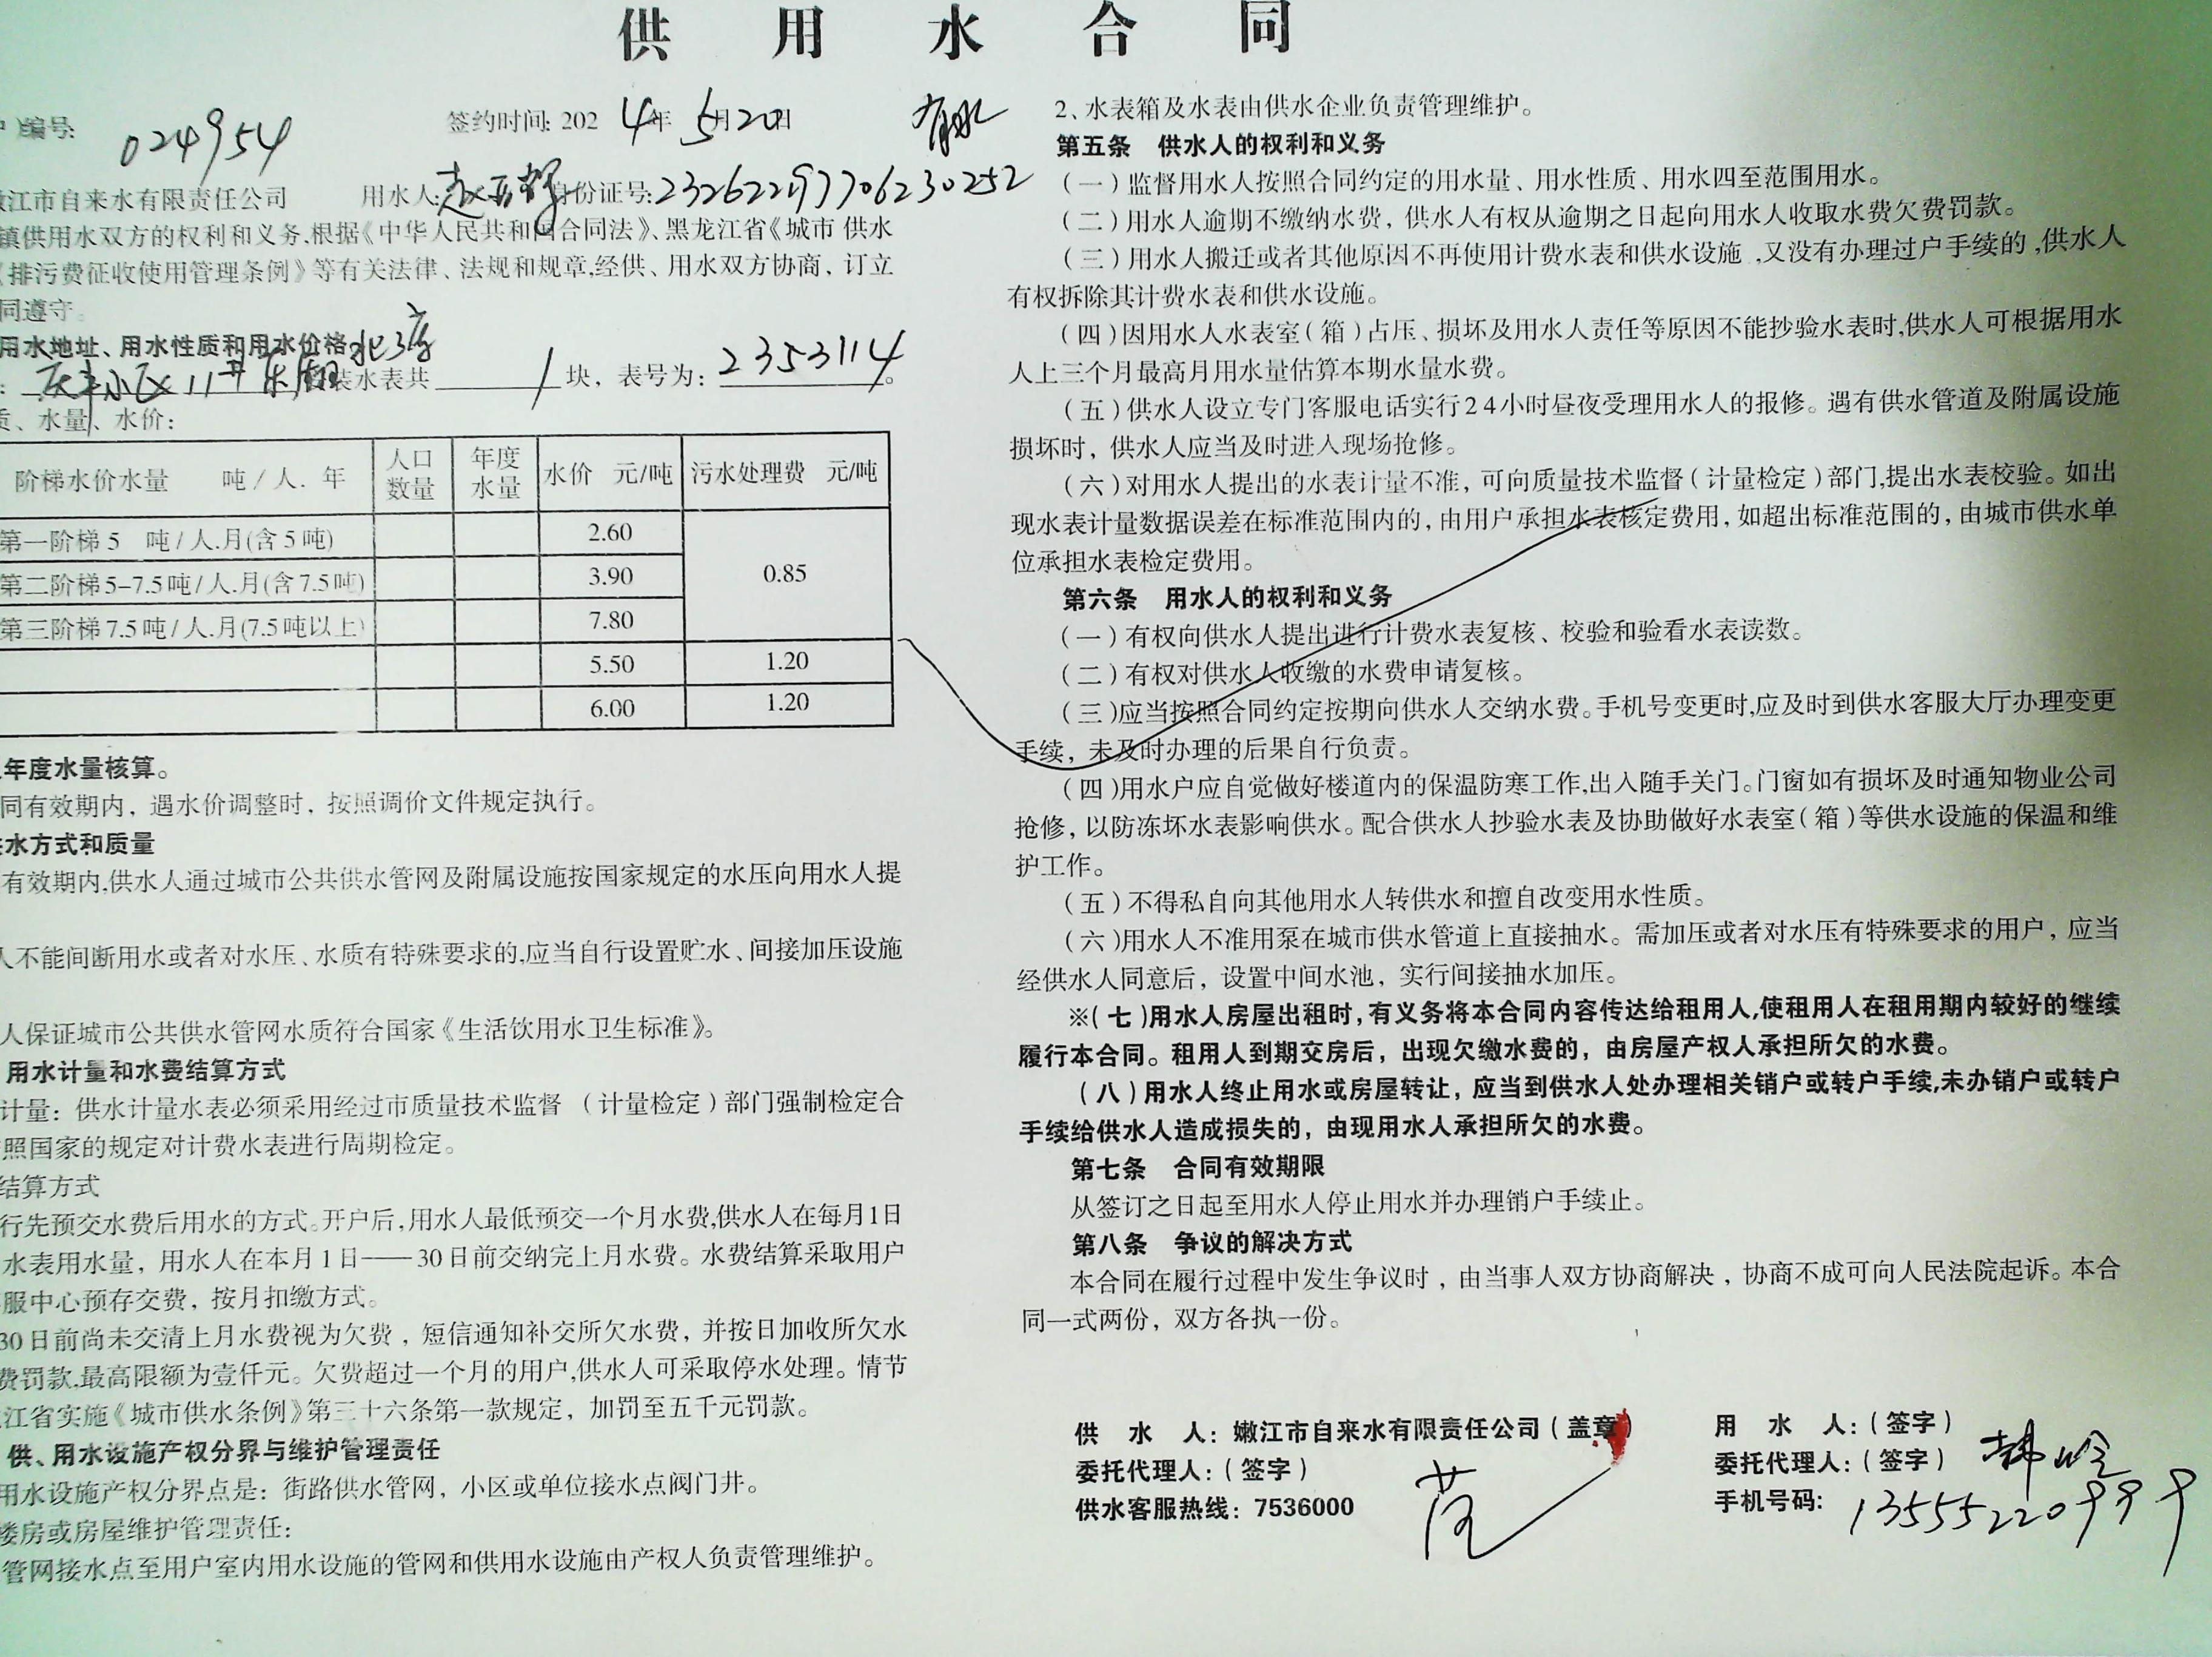 供用水合同
编号: 024954 签约时间: 2024年5月20日 有水
江市自来水有限责任公司 用水人: 身份证号: 232622197706230252
镇供用水双方的权利和义务,根据《中华人民共和国合同法》、黑龙江省《城市供水
《排污费征收使用管理条例》等有关法律、法规和规章,经供、用水双方协商,订立
同遵守。
用水地址、用水性质和用水价格
装水表共 1 块,表号为: 2353114。
质、水量、水价:
阶梯水价水量 吨/人.年 人口数量 年度水量 水价 元/吨 污水处理费 元/吨
第一阶梯5 吨/人.月(含5吨) 2.60 0.85
第二阶梯5-7.5吨/人.月(含7.5吨) 3.90
第三阶梯7.5吨/人.月(7.5吨以上) 7.80
5.50 1.20
6.00 1.20
年度水量核算。
同有效期内,遇水价调整时,按照调价文件规定执行。
水方式和质量
有效期内,供水人通过城市公共供水管网及附属设施按国家规定的水压向用水人提
人不能间断用水或者对水压、水质有特殊要求的,应当自行设置贮水、间接加压设施
人保证城市公共供水管网水质符合国家《生活饮用水卫生标准》。
用水计量和水费结算方式
计量:供水计量水表必须采用经过市质量技术监督(计量检定)部门强制检定合
照国家的规定对计费水表进行周期检定。
结算方式
行先预交水费后用水的方式。开户后,用水人最低预交一个月水费,供水人在每月1日
水表用水量,用水人在本月1日——30日前交纳完上月水费。水费结算采取用户
服中心预存交费,按月扣缴方式。
30日前尚未交清上月水费视为欠费,短信通知补交所欠水费,并按日加收所欠水
费罚款,最高限额为壹仟元。欠费超过一个月的用户,供水人可采取停水处理。情节
江省实施《城市供水条例》第三十六条第一款规定,加罚至五千元罚款。
供、用水设施产权分界与维护管理责任
用水设施产权分界点是:街路供水管网,小区或单位接水点阀门井。
楼房或房屋维护管理责任:
管网接水点至用户室内用水设施的管网和供用水设施由产权人负责管理维护。
2、水表箱及水表由供水企业负责管理维护。
第五条 供水人的权利和义务
(一)监督用水人按照合同约定的用水量、用水性质、用水四至范围用水。
(二)用水人逾期不缴纳水费,供水人有权从逾期之日起向用水人收取水费欠费罚款。
(三)用水人搬迁或者其他原因不再使用计费水表和供水设施,又没有办理过户手续的,供水人
有权拆除其计费水表和供水设施。
(四)因用水人水表室(箱)占压、损坏及用水人责任等原因不能抄验水表时,供水人可根据用水
人上三个月最高月用水量估算本期水量水费。
(五)供水人设立专门客服电话实行24小时昼夜受理用水人的报修。遇有供水管道及附属设施
损坏时,供水人应当及时进入现场抢修。
(六)对用水人提出的水表计量不准,可向质量技术监督(计量检定)部门,提出水表校验。如出
现水表计量数据误差在标准范围内的,由用户承担水表核定费用,如超出标准范围的,由城市供水单
位承担水表检定费用。
第六条 用水人的权利和义务
(一)有权向供水人提出进行计费水表复核、校验和验看水表读数。
(二)有权对供水人收缴的水费申请复核。
(三)应当按照合同约定按期向供水人交纳水费。手机号变更时,应及时到供水客服大厅办理变更
手续,未及时办理的后果自行负责。
(四)用水户应自觉做好楼道内的保温防寒工作,出入随手关门。门窗如有损坏及时通知物业公司
抢修,以防冻坏水表影响供水。配合供水人抄验水表及协助做好水表室(箱)等供水设施的保温和维
护工作。
(五)不得私自向其他用水人转供水和擅自改变用水性质。
(六)用水人不准用泵在城市供水管道上直接抽水。需加压或者对水压有特殊要求的用户,应当
经供水人同意后,设置中间水池,实行间接抽水加压。
※(七)用水人房屋出租时,有义务将本合同内容传达给租用人,使租用人在租用期内较好的继续
履行本合同。租用人到期交房后,出现欠缴水费的,由房屋产权人承担所欠的水费。
(八)用水人终止用水或房屋转让,应当到供水人处办理相关销户或转户手续,未办销户或转户
手续给供水人造成损失的,由现用水人承担所欠的水费。
第七条 合同有效期限
从签订之日起至用水人停止用水并办理销户手续止。
第八条 争议的解决方式
本合同在履行过程中发生争议时,由当事人双方协商解决,协商不成可向人民法院起诉。本合
同一式两份,双方各执一份。
供 水 人:嫩江市自来水有限责任公司(盖章) 用 水 人:(签字)
委托代理人:(签字) 委托代理人:(签字)
供水客服热线:7536000 手机号码: 13555220999